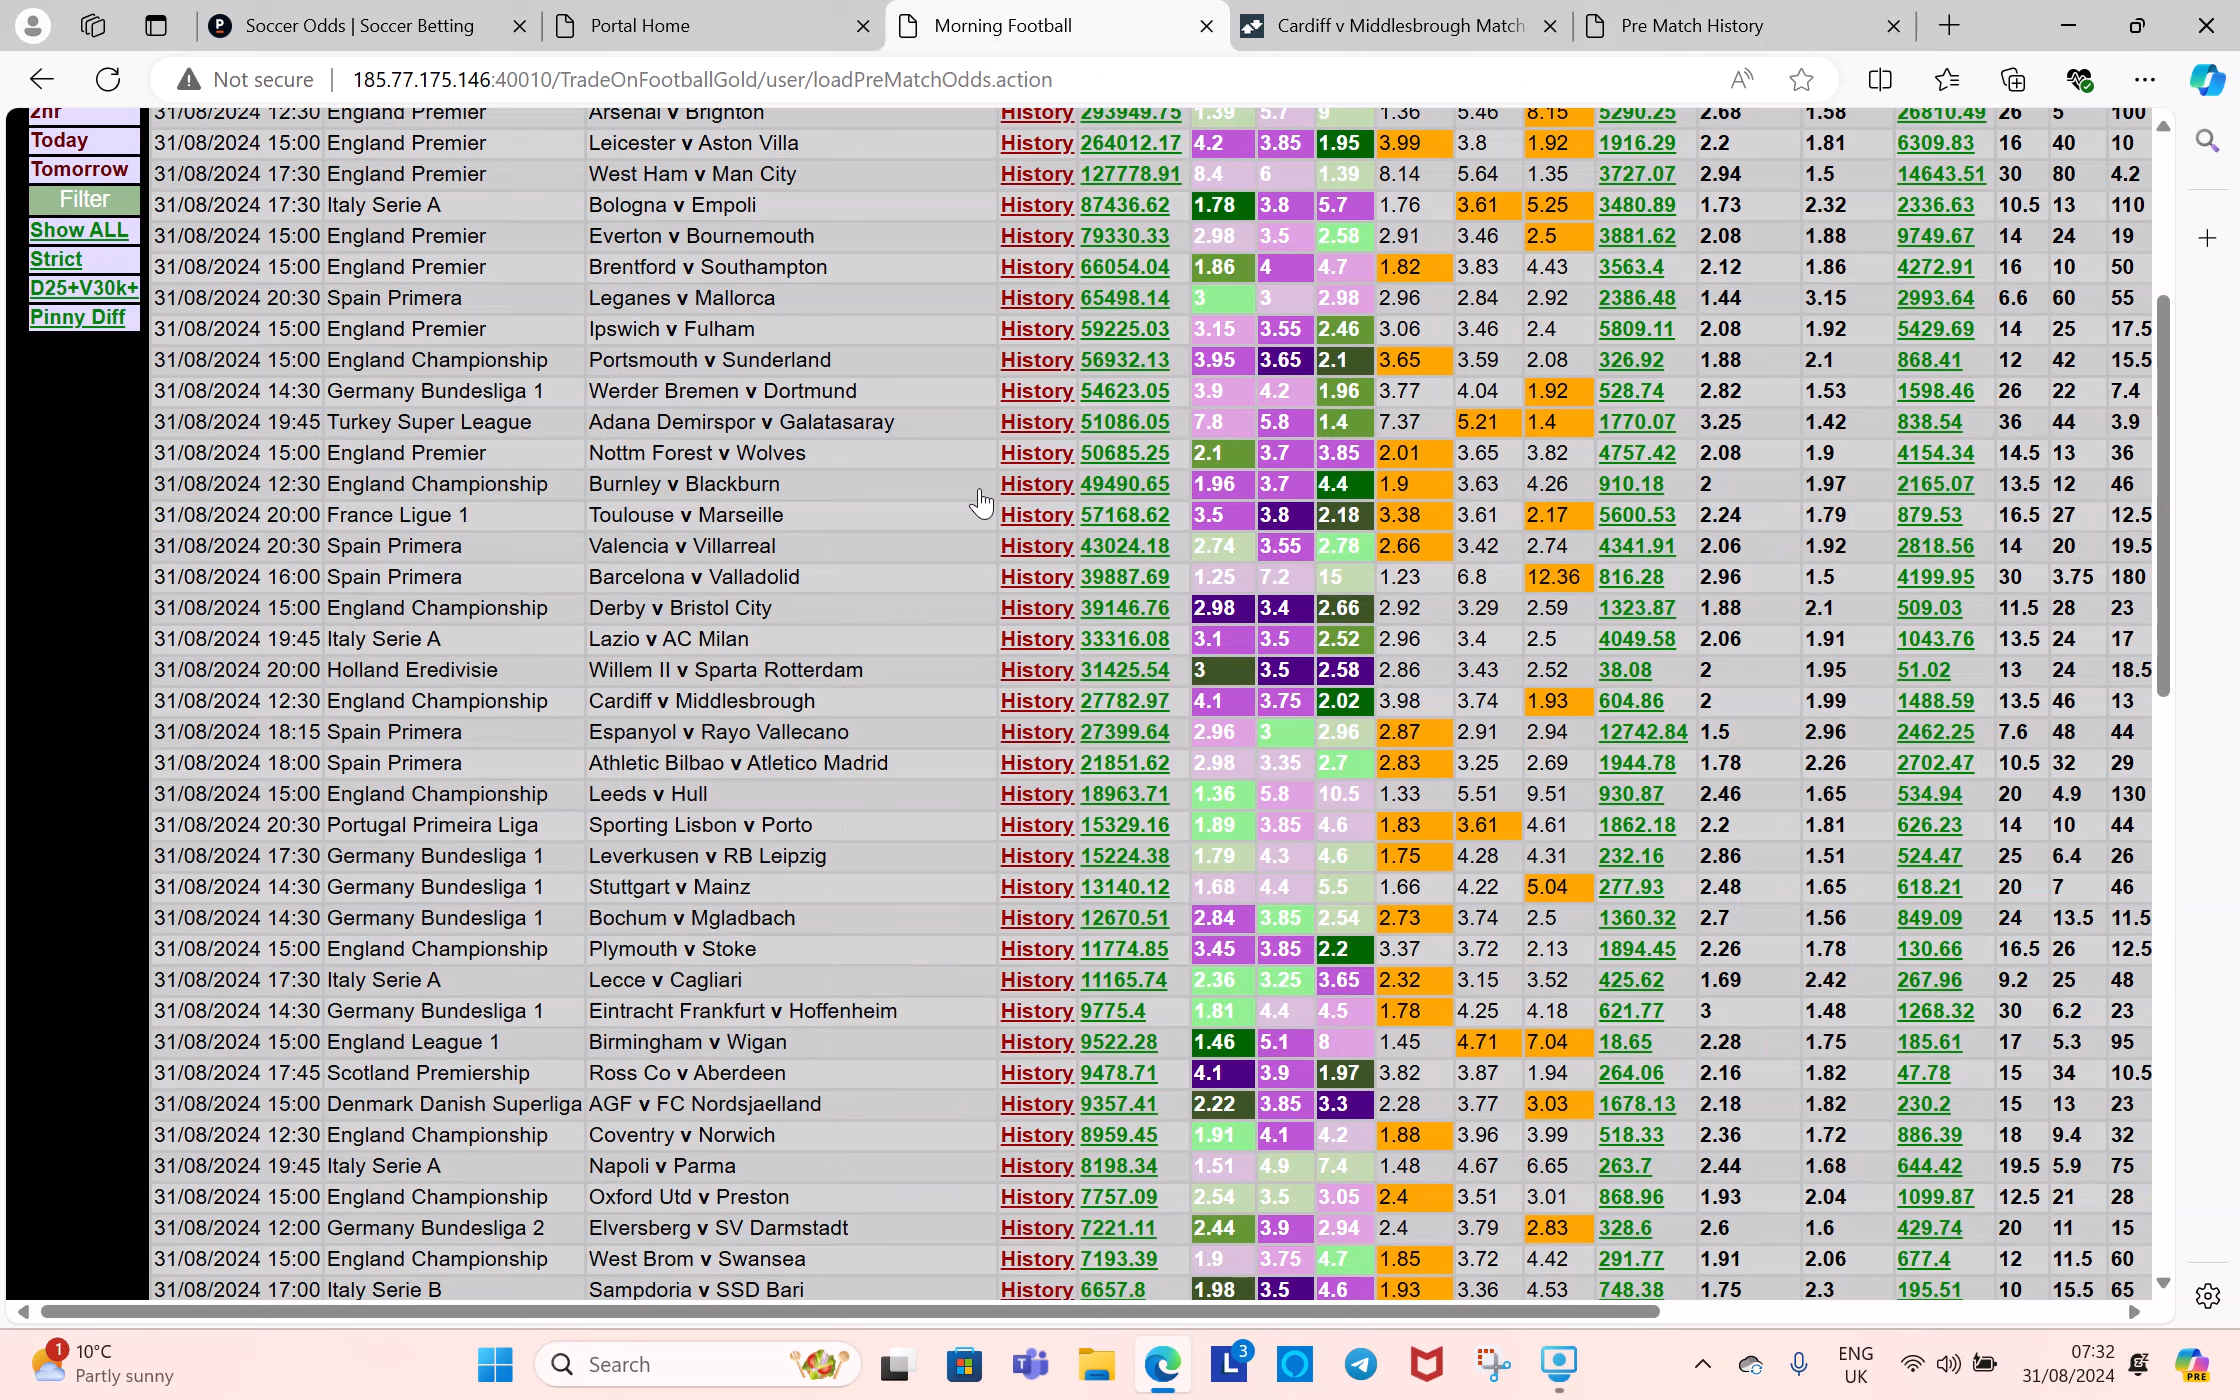 Soccer Odds | Soccer Betting
Portal Home
Morning Football
Cardiff v Middlesbrough Match
Pre Match History
Not secure 185.77.175.146:40010/TradeOnFootballGold/user/loadPreMatchOdds.action
2hr
Today
Tomorrow
Filter
Show ALL
Strict
D25+V30k+
Pinny Diff
31/08/2024 12:30 England Premier Arsenal v Brighton History 293949.75 1.39 5.7 9 1.36 5.46 8.15 5290.25 2.68 1.58 26810.49 26 5 100
31/08/2024 15:00 England Premier Leicester v Aston Villa History 264012.17 4.2 3.85 1.95 3.99 3.8 1.92 1916.29 2.2 1.81 6309.83 16 40 10
31/08/2024 17:30 England Premier West Ham v Man City History 127778.91 8.4 6 1.39 8.14 5.64 1.35 3727.07 2.94 1.5 14643.51 30 80 4.2
31/08/2024 17:30 Italy Serie A Bologna v Empoli History 87436.62 1.78 3.8 5.7 1.76 3.61 5.25 3480.89 1.73 2.32 2336.63 10.5 13 110
31/08/2024 15:00 England Premier Everton v Bournemouth History 79330.33 2.98 3.5 2.58 2.91 3.46 2.5 3881.62 2.08 1.88 9749.67 14 24 19
31/08/2024 15:00 England Premier Brentford v Southampton History 66054.04 1.86 4 4.7 1.82 3.83 4.43 3563.4 2.12 1.86 4272.91 16 10 50
31/08/2024 20:30 Spain Primera Leganes v Mallorca History 65498.14 3 3 2.98 2.96 2.84 2.92 2386.48 1.44 3.15 2993.64 6.6 60 55
31/08/2024 15:00 England Premier Ipswich v Fulham History 59225.03 3.15 3.55 2.46 3.06 3.46 2.4 5809.11 2.08 1.92 5429.69 14 25 17.5
31/08/2024 15:00 England Championship Portsmouth v Sunderland History 56932.13 3.95 3.65 2.1 3.65 3.59 2.08 326.92 1.88 2.1 868.41 12 42 15.5
31/08/2024 14:30 Germany Bundesliga 1 Werder Bremen v Dortmund History 54623.05 3.9 4.2 1.96 3.77 4.04 1.92 528.74 2.82 1.53 1598.46 26 22 7.4
31/08/2024 19:45 Turkey Super League Adana Demirspor v Galatasaray History 51086.05 7.8 5.8 1.4 7.37 5.21 1.4 1770.07 3.25 1.42 838.54 36 44 3.9
31/08/2024 15:00 England Premier Nottm Forest v Wolves History 50685.25 2.1 3.7 3.85 2.01 3.65 3.82 4757.42 2.08 1.9 4154.34 14.5 13 36
31/08/2024 12:30 England Championship Burnley v Blackburn History 49490.65 1.96 3.7 4.4 1.9 3.63 4.26 910.18 2 1.97 2165.07 13.5 12 46
31/08/2024 20:00 France Ligue 1 Toulouse v Marseille History 57168.62 3.5 3.8 2.18 3.38 3.61 2.17 5600.53 2.24 1.79 879.53 16.5 27 12.5
31/08/2024 20:30 Spain Primera Valencia v Villarreal History 43024.18 2.74 3.55 2.78 2.66 3.42 2.74 4341.91 2.06 1.92 2818.56 14 20 19.5
31/08/2024 16:00 Spain Primera Barcelona v Valladolid History 39887.69 1.25 7.2 15 1.23 6.8 12.36 816.28 2.96 1.5 4199.95 30 3.75 180
31/08/2024 15:00 England Championship Derby v Bristol City History 39146.76 2.98 3.4 2.66 2.92 3.29 2.59 1323.87 1.88 2.1 509.03 11.5 28 23
31/08/2024 19:45 Italy Serie A Lazio v AC Milan History 33316.08 3.1 3.5 2.52 2.96 3.4 2.5 4049.58 2.06 1.91 1043.76 13.5 24 17
31/08/2024 20:00 Holland Eredivisie Willem II v Sparta Rotterdam History 31425.54 3 3.5 2.58 2.86 3.43 2.52 38.08 2 1.95 51.02 13 24 18.5
31/08/2024 12:30 England Championship Cardiff v Middlesbrough History 27782.97 4.1 3.75 2.02 3.98 3.74 1.93 604.86 2 1.99 1488.59 13.5 46 13
31/08/2024 18:15 Spain Primera Espanyol v Rayo Vallecano History 27399.64 2.96 3 2.96 2.87 2.91 2.94 12742.84 1.5 2.96 2462.25 7.6 48 44
31/08/2024 18:00 Spain Primera Athletic Bilbao v Atletico Madrid History 21851.62 2.98 3.35 2.7 2.83 3.25 2.69 1944.78 1.78 2.26 2702.47 10.5 32 29
31/08/2024 15:00 England Championship Leeds v Hull History 18963.71 1.36 5.8 10.5 1.33 5.51 9.51 930.87 2.46 1.65 534.94 20 4.9 130
31/08/2024 20:30 Portugal Primeira Liga Sporting Lisbon v Porto History 15329.16 1.89 3.85 4.6 1.83 3.61 4.61 1862.18 2.2 1.81 626.23 14 10 44
31/08/2024 17:30 Germany Bundesliga 1 Leverkusen v RB Leipzig History 15224.38 1.79 4.3 4.6 1.75 4.28 4.31 232.16 2.86 1.51 524.47 25 6.4 26
31/08/2024 14:30 Germany Bundesliga 1 Stuttgart v Mainz History 13140.12 1.68 4.4 5.5 1.66 4.22 5.04 277.93 2.48 1.65 618.21 20 7 46
31/08/2024 14:30 Germany Bundesliga 1 Bochum v Mgladbach History 12670.51 2.84 3.85 2.54 2.73 3.74 2.5 1360.32 2.7 1.56 849.09 24 13.5 11.5
31/08/2024 15:00 England Championship Plymouth v Stoke History 11774.85 3.45 3.85 2.2 3.37 3.72 2.13 1894.45 2.26 1.78 130.66 16.5 26 12.5
31/08/2024 17:30 Italy Serie A Lecce v Cagliari History 11165.74 2.36 3.25 3.65 2.32 3.15 3.52 425.62 1.69 2.42 267.96 9.2 25 48
31/08/2024 14:30 Germany Bundesliga 1 Eintracht Frankfurt v Hoffenheim History 9775.4 1.81 4.4 4.5 1.78 4.25 4.18 621.77 3 1.48 1268.32 30 6.2 23
31/08/2024 15:00 England League 1 Birmingham v Wigan History 9522.28 1.46 5.1 8 1.45 4.71 7.04 18.65 2.28 1.75 185.61 17 5.3 95
31/08/2024 17:45 Scotland Premiership Ross Co v Aberdeen History 9478.71 4.1 3.9 1.97 3.82 3.87 1.94 264.06 2.16 1.82 47.78 15 34 10.5
31/08/2024 15:00 Denmark Danish Superliga AGF v FC Nordsjaelland History 9357.41 2.22 3.85 3.3 2.28 3.77 3.03 1678.13 2.18 1.82 230.2 15 13 23
31/08/2024 12:30 England Championship Coventry v Norwich History 8959.45 1.91 4.1 4.2 1.88 3.96 3.99 518.33 2.36 1.72 886.39 18 9.4 32
31/08/2024 19:45 Italy Serie A Napoli v Parma History 8198.34 1.51 4.9 7.4 1.48 4.67 6.65 263.7 2.44 1.68 644.42 19.5 5.9 75
31/08/2024 15:00 England Championship Oxford Utd v Preston History 7757.09 2.54 3.5 3.05 2.4 3.51 3.01 868.96 1.93 2.04 1099.87 12.5 21 28
31/08/2024 12:00 Germany Bundesliga 2 Elversberg v SV Darmstadt History 7221.11 2.44 3.9 2.94 2.4 3.79 2.83 328.6 2.6 1.6 429.74 20 11 15
31/08/2024 15:00 England Championship West Brom v Swansea History 7193.39 1.9 3.75 4.7 1.85 3.72 4.42 291.77 1.91 2.06 677.4 12 11.5 60
31/08/2024 17:00 Italy Serie B Sampdoria v SSD Bari History 6657.8 1.98 3.5 4.6 1.93 3.36 4.53 748.38 1.75 2.3 195.51 10 15.5 65
1
10°C
Partly sunny
Search
L
3
ENG
UK
07:32
31/08/2024
PRE